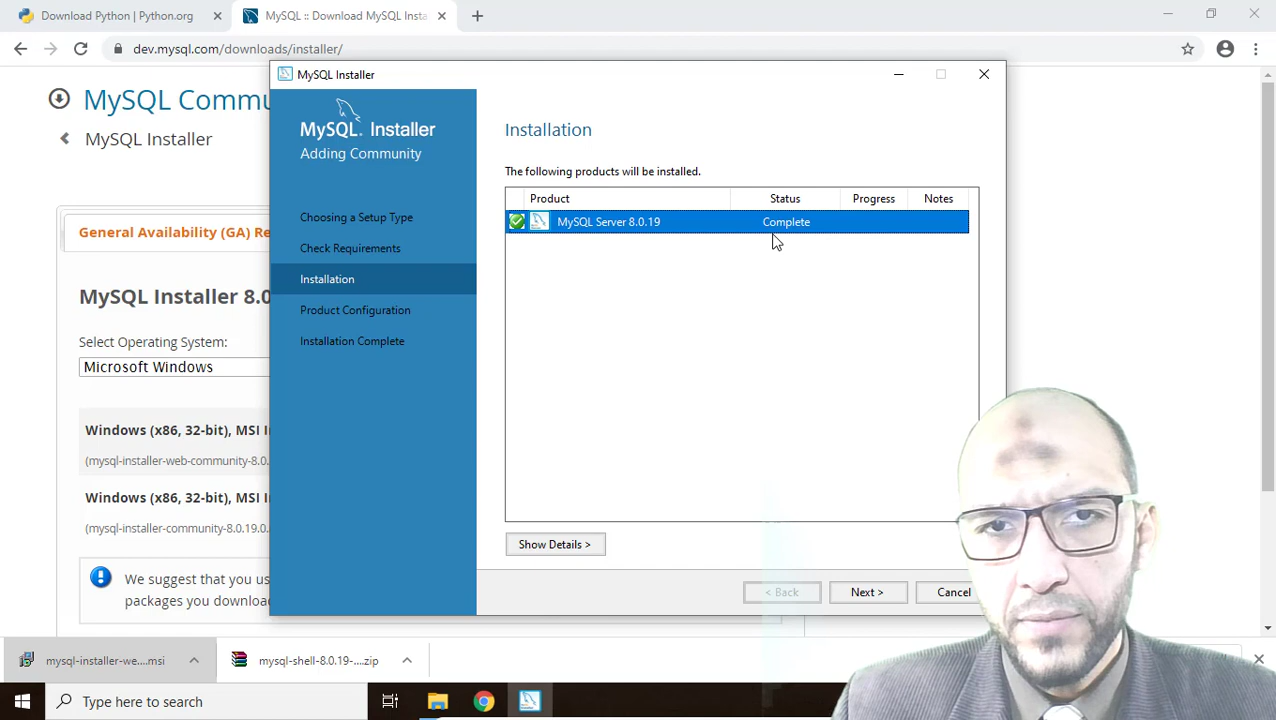 Download Python | Python.org
MySQL :: Download MySQL Insta
dev.mysql.com/downloads/installer/
MySQL Commu
MySQL Installer
General Availability (GA) Re
MySQL Installer 8.0
Select Operating System:
Microsoft Windows
Windows (x86, 32-bit), MSI I
(mysql-installer-web-community-8.0.
Windows (x86, 32-bit), MSI I
(mysql-installer-community-8.0.19.0.
We suggest that you us
packages you downloa
MySQL Installer
MySQL. Installer
Adding Community
Choosing a Setup Type
Check Requirements
Installation
Product Configuration
Installation Complete
Installation
The following products will be installed.
Product Status Progress Notes
MySQL Server 8.0.19 Complete
Show Details >
< Back Next > Cancel
mysql-installer-we....msi
mysql-shell-8.0.19-....zip
Type here to search